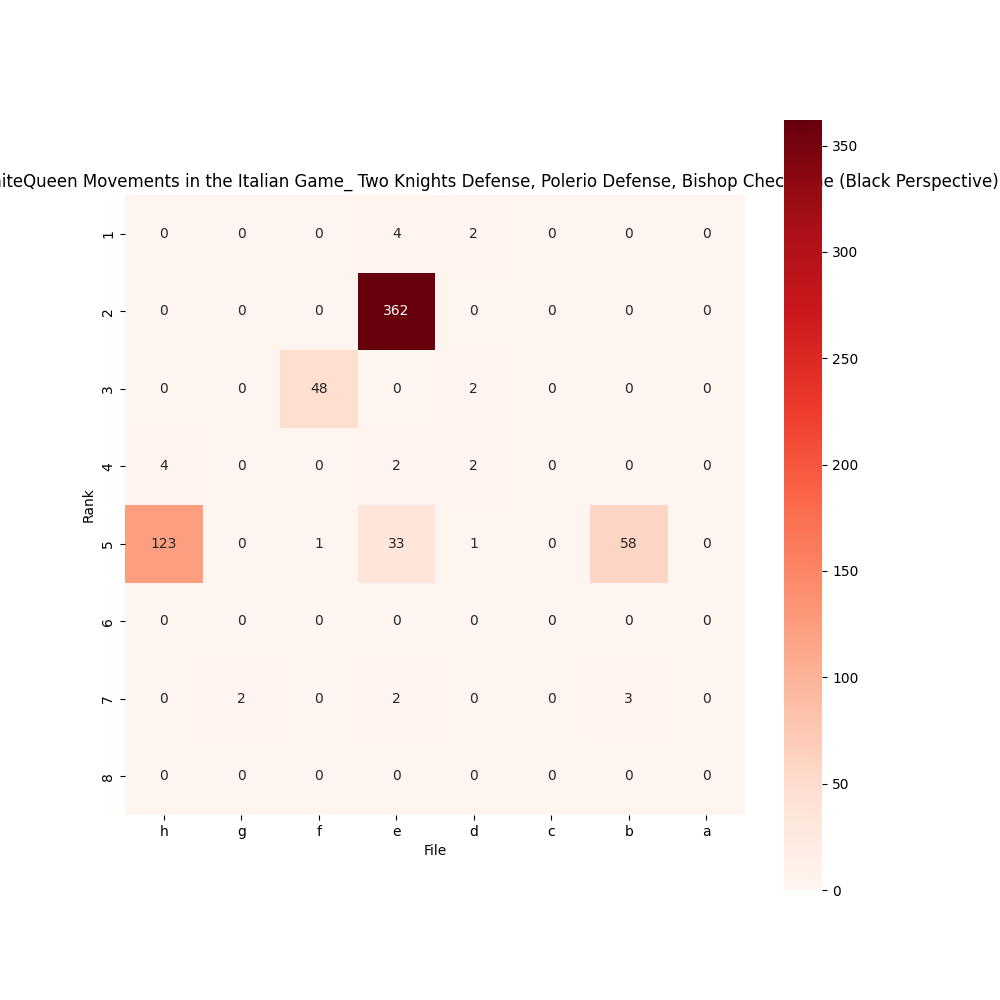 iteQueen Movements in the Italian Game_ Two Knights Defense, Polerio Defense, Bishop Chec e (Black Perspective)
1 0 0 0 4 2 0 0 0
2 0 0 0 362 0 0 0 0
3 0 0 48 0 2 0 0 0
4 4 0 0 2 2 0 0 0
5 123 0 1 33 1 0 58 0
6 0 0 0 0 0 0 0 0
7 0 2 0 2 0 0 3 0
8 0 0 0 0 0 0 0 0
Rank
h g f e d c b a
File
350
300
250
200
150
100
50
0